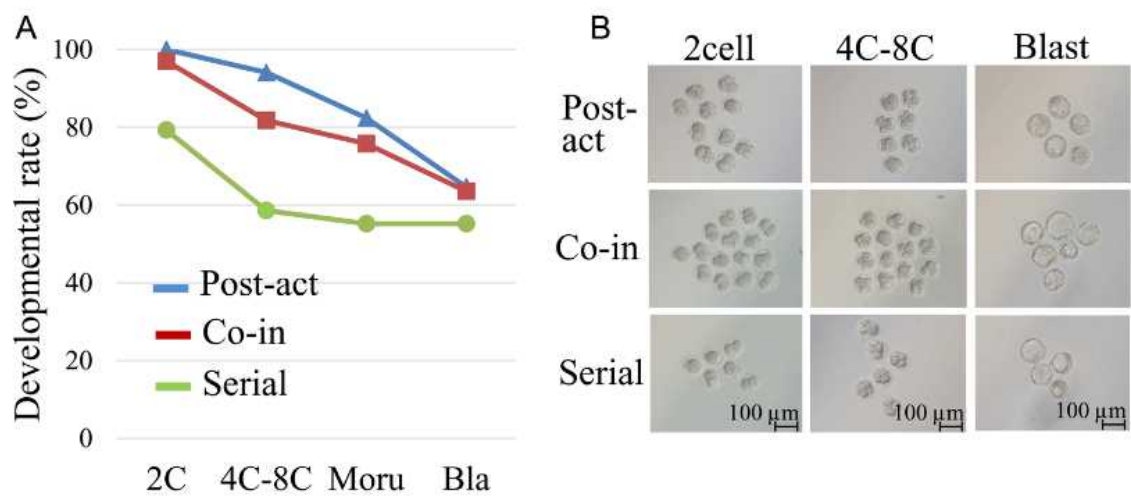 A
Developmental rate (%)
100
80
60
40
20
0
Post-act
Co-in
Serial
2C 4C-8C Moru Bla
B
2cell 4C-8C Blast
Post-
act
Co-in
Serial
100 µm 100 µm 100 µm